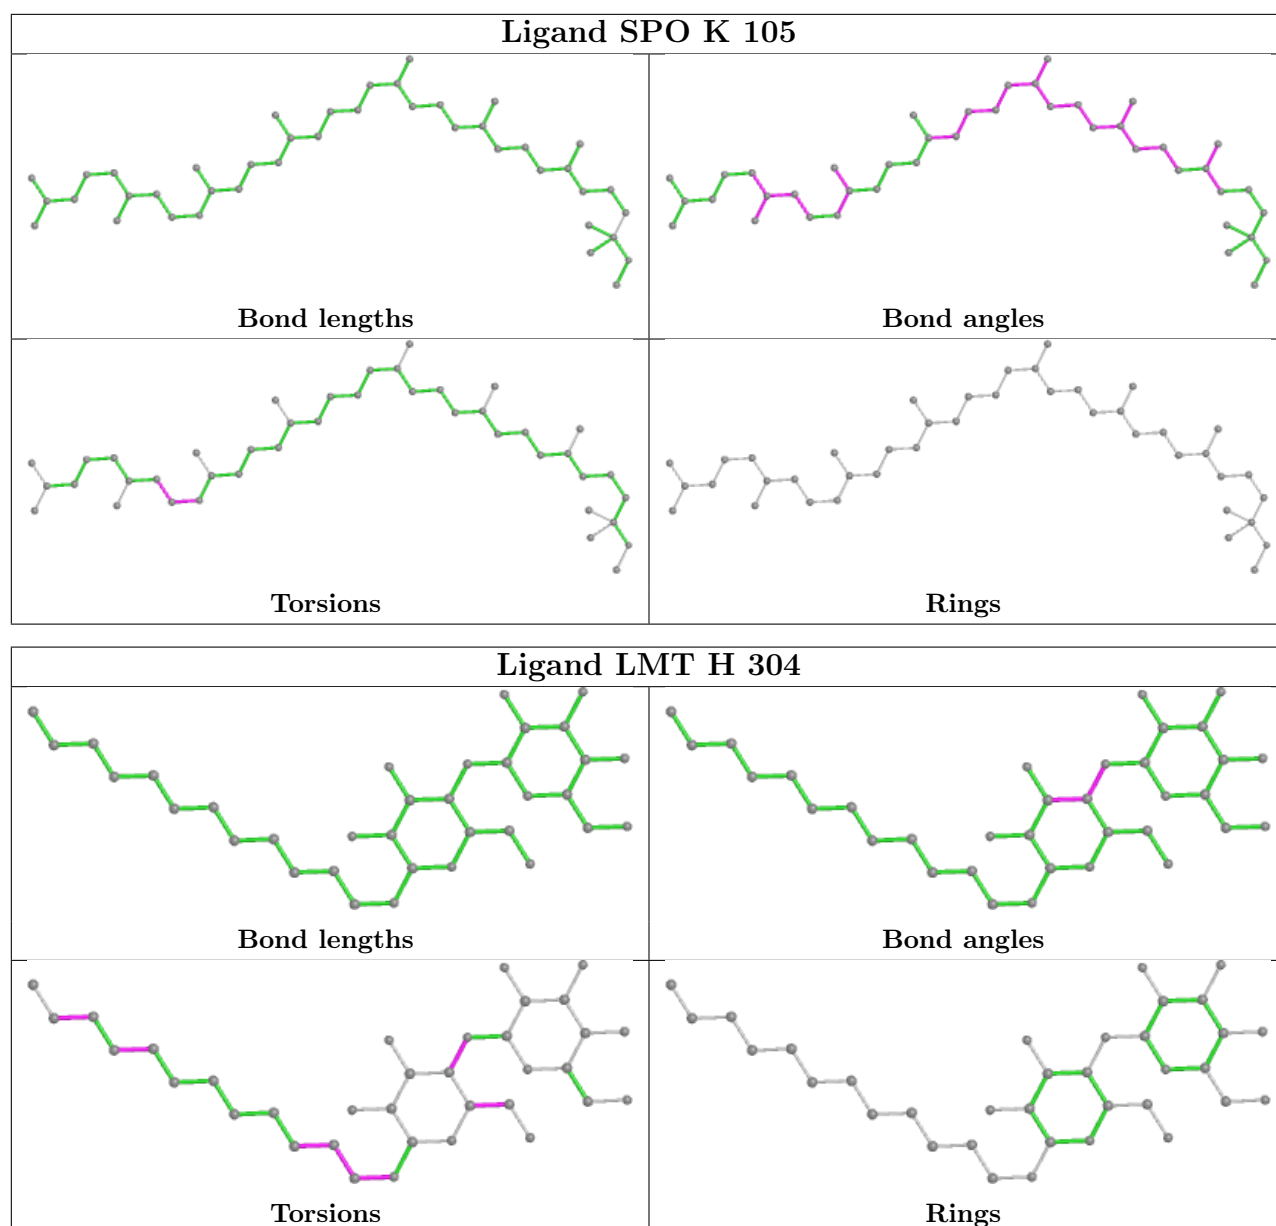 Ligand SPO K 105
Bond lengths
Bond angles
Torsions
Rings
Ligand LMT H 304
Bond lengths
Bond angles
Torsions
Rings